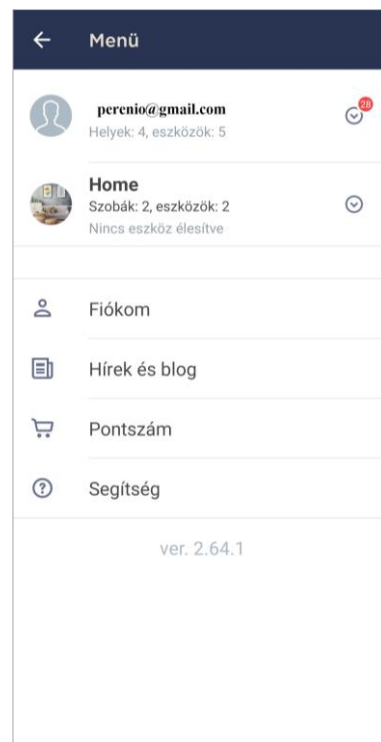 Menü
perenio@gmail.com
28
Helyek: 4, eszközök: 5
Home
Szobák: 2, eszközök: 2
Nincs eszköz élesítve
Fiókom
Hírek és blog
Pontszám
Segítség
ver. 2.64.1